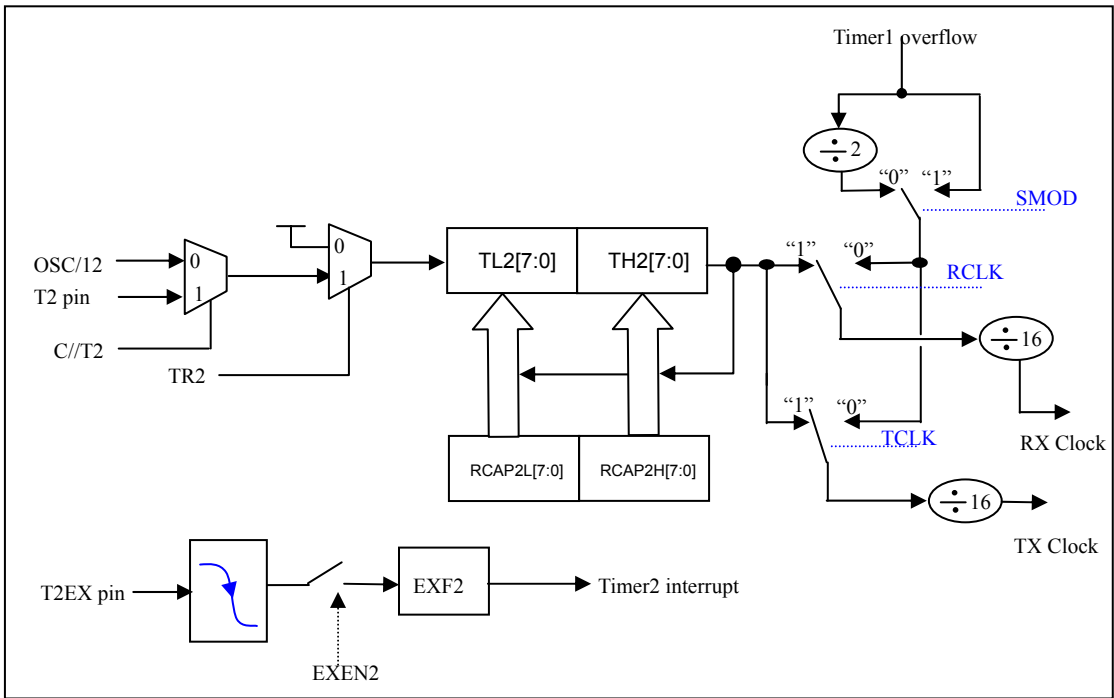 Timer1 overflow
÷ 2
“0” “1”
SMOD
OSC/12
T2 pin
C//T2
0
1
0
1
TR2
TL2[7:0] TH2[7:0]
“1” “0”
RCLK
÷ 16
RX Clock
“1” “0”
TCLK
÷ 16
TX Clock
RCAP2L[7:0] RCAP2H[7:0]
T2EX pin
EXF2
Timer2 interrupt
EXEN2